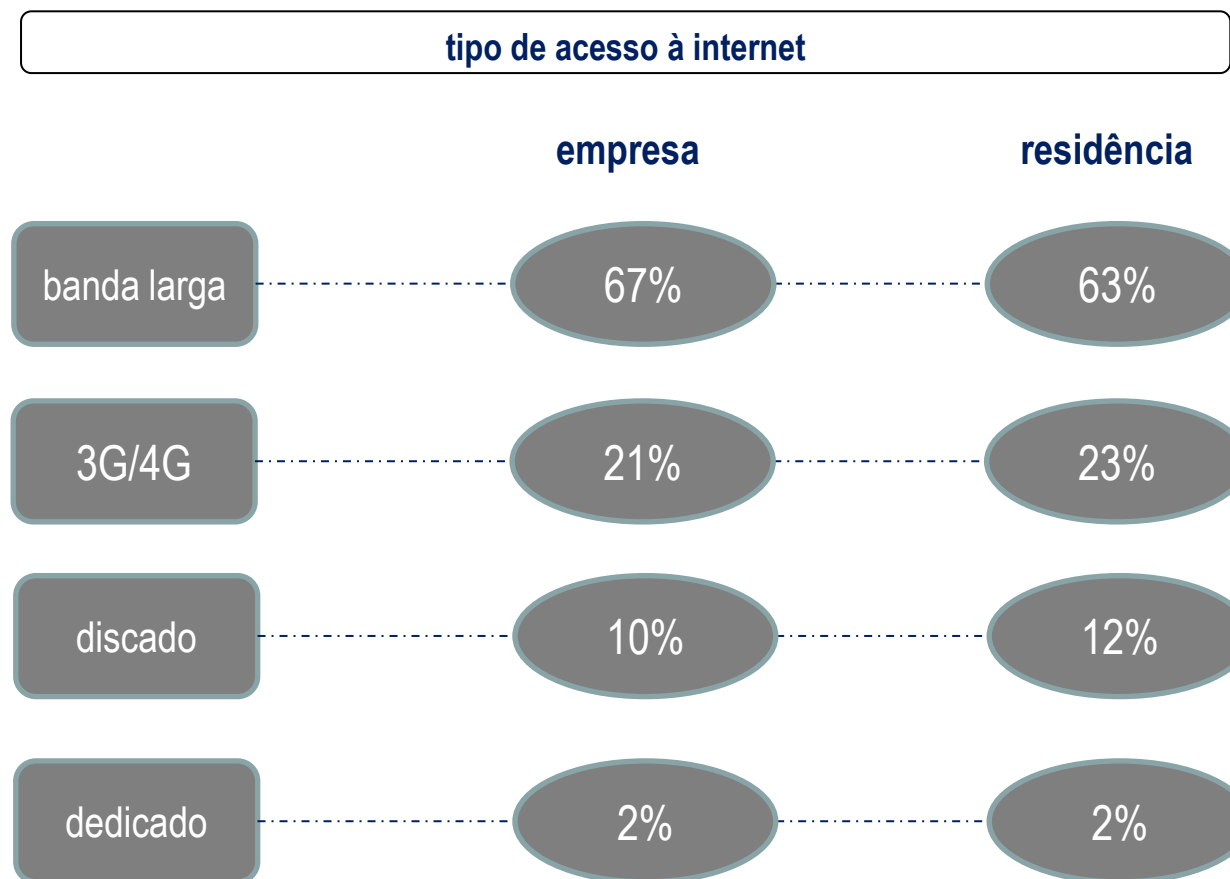 tipo de acesso à internet
empresa residência
banda larga 67% 63%
3G/4G 21% 23%
discado 10% 12%
dedicado 2% 2%